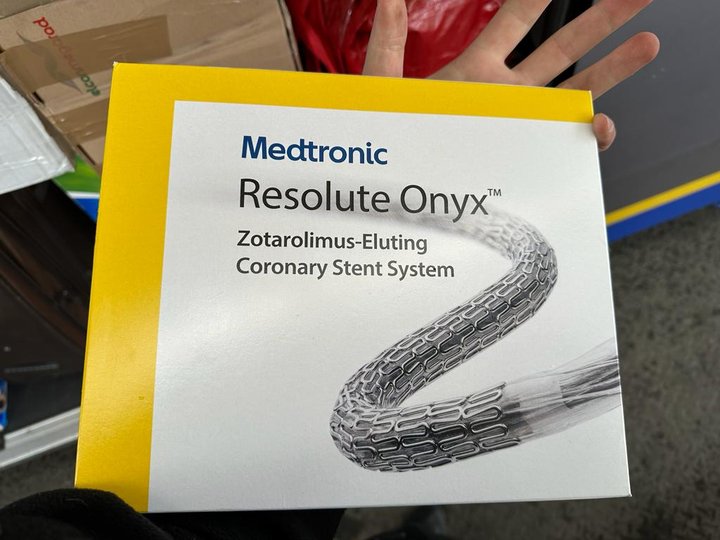 Medtronic
Resolute Onyx™
Zotarolimus-Eluting
Coronary Stent System